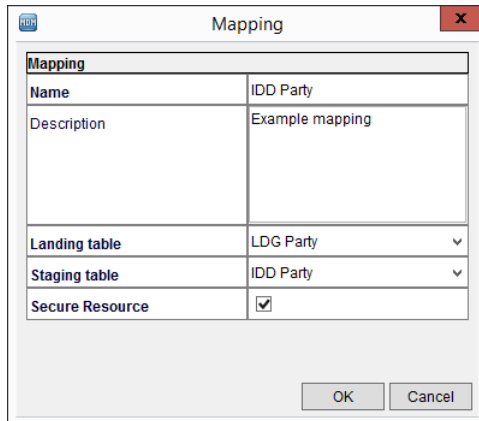 MDM
Mapping
x
Mapping
Name IDD Party
Description Example mapping
Landing table LDG Party
Staging table IDD Party
Secure Resource
OK Cancel